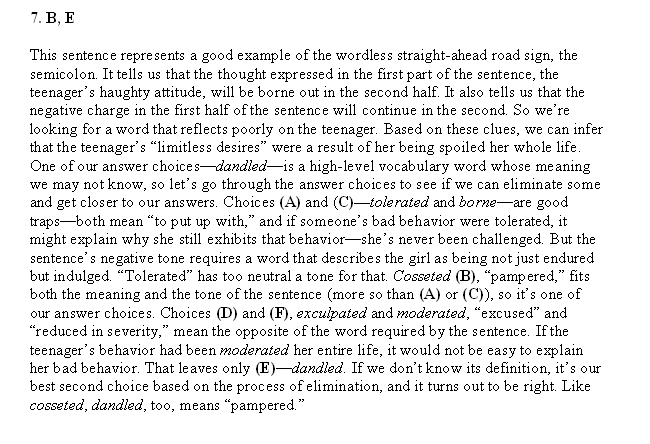 7. B, E
This sentence represents a good example of the wordless straight-ahead road sign, the
semicolon. It tells us that the thought expressed in the first part of the sentence, the
teenager's haughty attitude, will be borne out in the second half. It also tells us that the
negative charge in the first half of the sentence will continue in the second. So we're
looking for a word that reflects poorly on the teenager. Based on these clues, we can infer
that the teenager's “limitless desires” were a result of her being spoiled her whole life.
One of our answer choices—dandled—is a high-level vocabulary word whose meaning
we may not know, so let's go through the answer choices to see if we can eliminate some
and get closer to our answers. Choices (A) and (C)—tolerated and borne—are good
traps—both mean “to put up with,” and if someone's bad behavior were tolerated, it
might explain why she still exhibits that behavior—she's never been challenged. But the
sentence's negative tone requires a word that describes the girl as being not just endured
but indulged. “Tolerated” has too neutral a tone for that. Cosseted (B), “pampered,” fits
both the meaning and the tone of the sentence (more so than (A) or (C)), so it's one of
our answer choices. Choices (D) and (F), exculpated and moderated, “excused” and
“reduced in severity,” mean the opposite of the word required by the sentence. If the
teenager's behavior had been moderated her entire life, it would not be easy to explain
her bad behavior. That leaves only (E)—dandled. If we don't know its definition, it's our
best second choice based on the process of elimination, and it turns out to be right. Like
cosseted, dandled, too, means “pampered.”